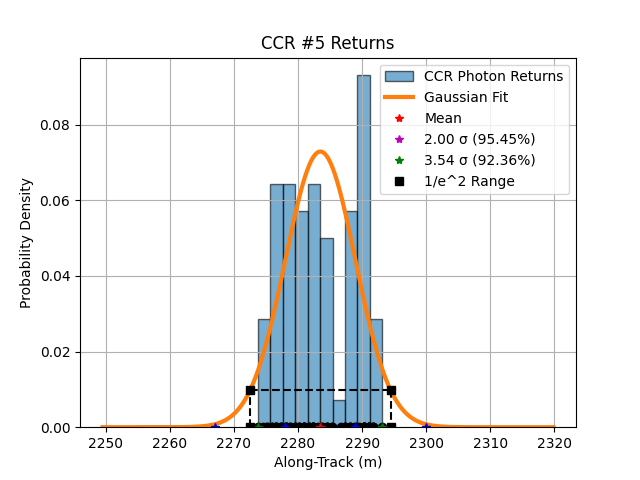 CCR #5 Returns
CCR Photon Returns
Gaussian Fit
Mean
2.00 σ (95.45%)
3.54 σ (92.36%)
1/e^2 Range
Probability Density
0.08
0.06
0.04
0.02
0.00
2250 2260 2270 2280 2290 2300 2310 2320
Along-Track (m)